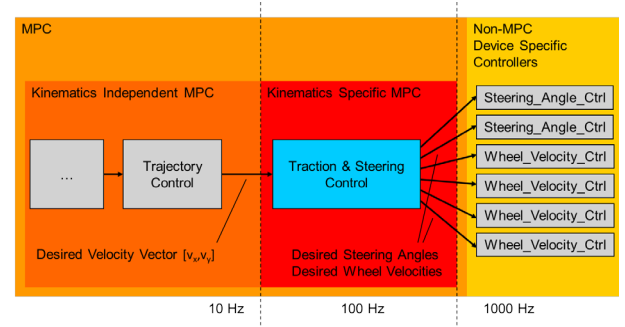 MPC
Non-MPC
Device Specific
Controllers
Kinematics Independent MPC
Kinematics Specific MPC
...
Trajectory
Control
Traction & Steering
Control
Steering_Angle_Ctrl
Steering_Angle_Ctrl
Wheel_Velocity_Ctrl
Wheel_Velocity_Ctrl
Wheel_Velocity_Ctrl
Wheel_Velocity_Ctrl
Desired Velocity Vector [vx,vy]
Desired Steering Angles
Desired Wheel Velocities
10 Hz
100 Hz
1000 Hz